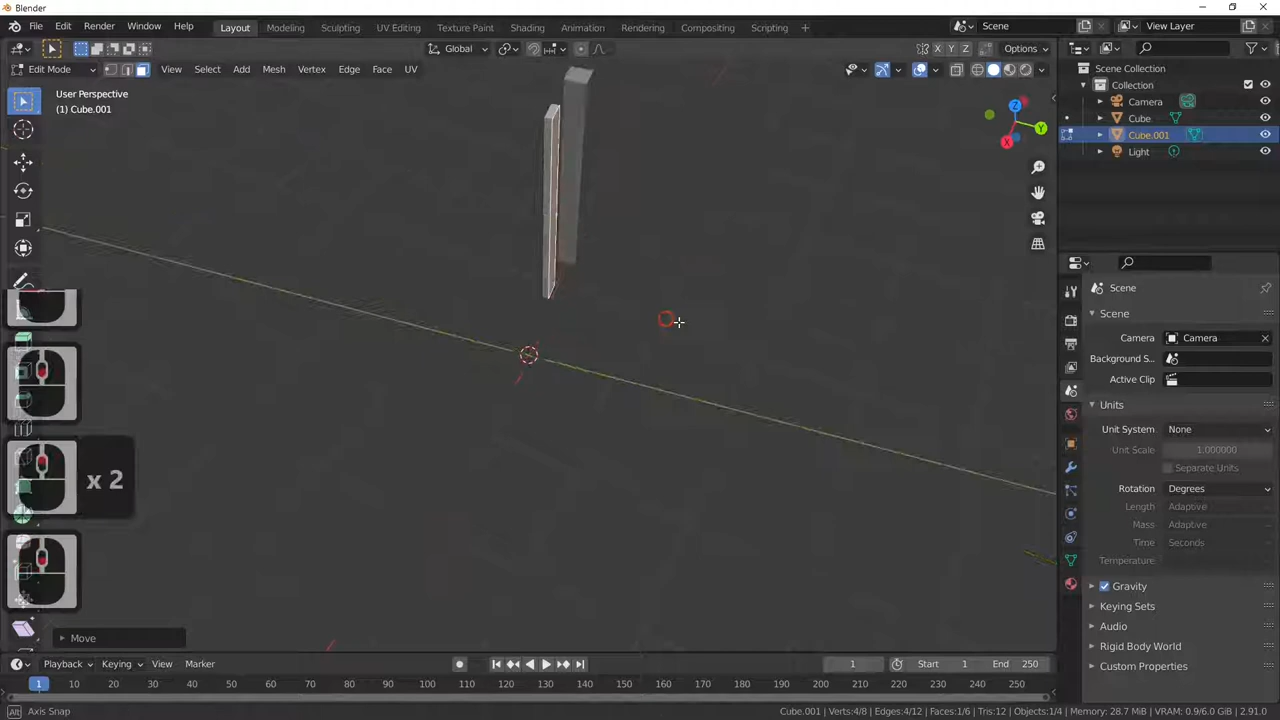 Blender
File Edit Render Window Help Layout Modeling Sculpting UV Editing Texture Paint Shading Animation Rendering Compositing Scripting + Scene View Layer
Global X Y Z Options
Edit Mode View Select Add Mesh Vertex Edge Face UV
User Perspective
(1) Cube.001
Z
Y
X
x 2
Move
Scene Collection
Collection
Camera
Cube
Cube.001
Light
Scene
Scene
Camera Camera
Background S...
Active Clip
Units
Unit System None
Unit Scale 1.000000
Separate Units
Rotation Degrees
Length Adaptive
Mass Adaptive
Time Seconds
Temperature
Gravity
Keying Sets
Audio
Rigid Body World
Custom Properties
Playback Keying View Marker 1 Start 1 End 250
1 10 20 30 40 50 60 70 80 90 100 110 120 130 140 150 160 170 180 190 200 210 220 230 240 250
Alt Axis Snap Cube.001 | Verts:4/8 | Edges:4/12 | Faces:1/6 | Tris:12 | Objects:1/4 | Memory: 28.7 MiB | VRAM: 0.9/6.0 GiB | 2.91.0